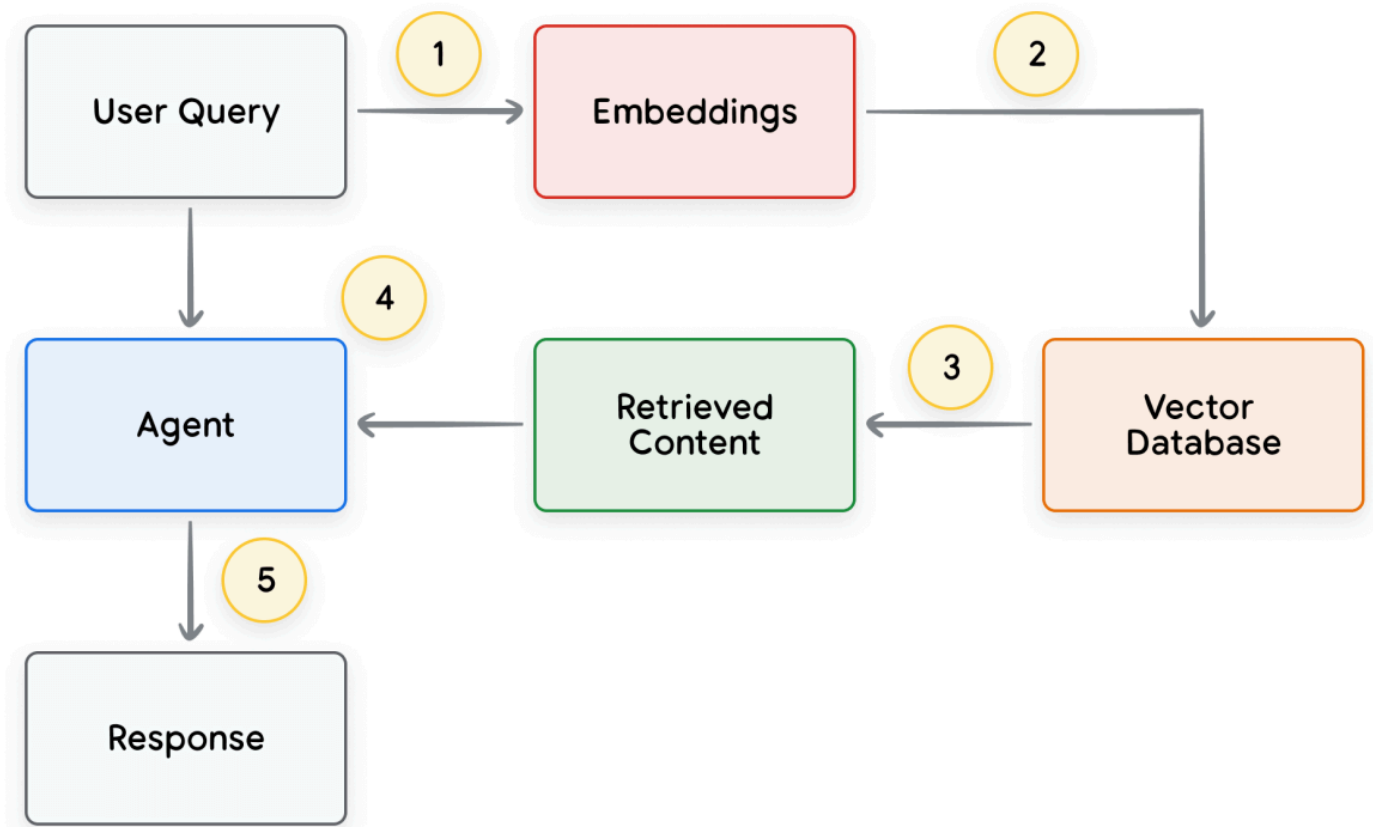 User Query
1
Embeddings
2
4
Agent
Retrieved
Content
3
Vector
Database
5
Response